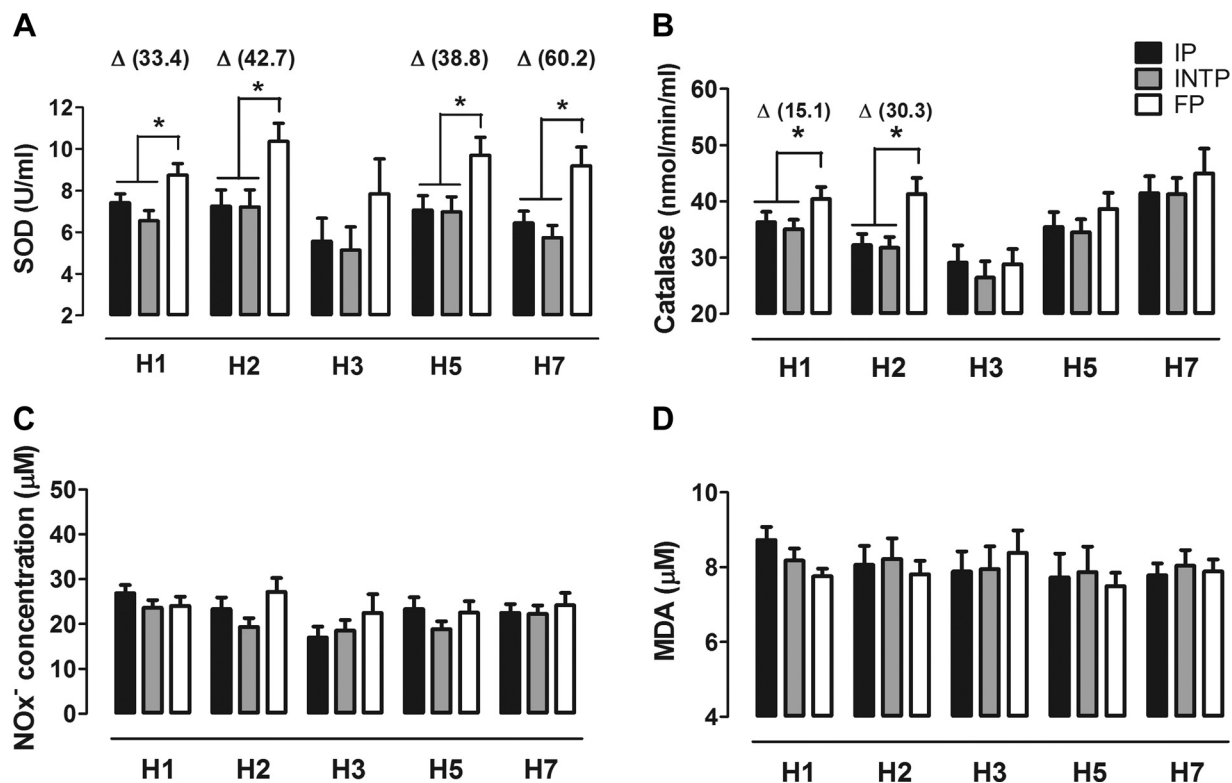 A
Δ (33.4) Δ (42.7) Δ (38.8) Δ (60.2)
* * * *
SOD (U/ml)
12
10
8
6
4
2
H1 H2 H3 H5 H7
B
IP
INTP
FP
Δ (15.1) Δ (30.3)
* *
Catalase (nmol/min/ml)
60
50
40
30
20
H1 H2 H3 H5 H7
C
NOx⁻ concentration (μM)
50
40
30
20
10
0
H1 H2 H3 H5 H7
D
MDA (μM)
10
8
6
4
H1 H2 H3 H5 H7